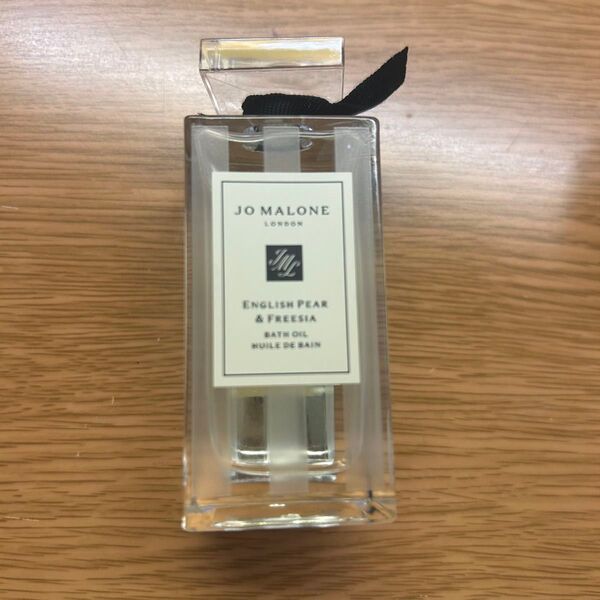 JO MALONE
LONDON
JML
ENGLISH PEAR
& FREESIA
BATH OIL
HUILE DE BAIN